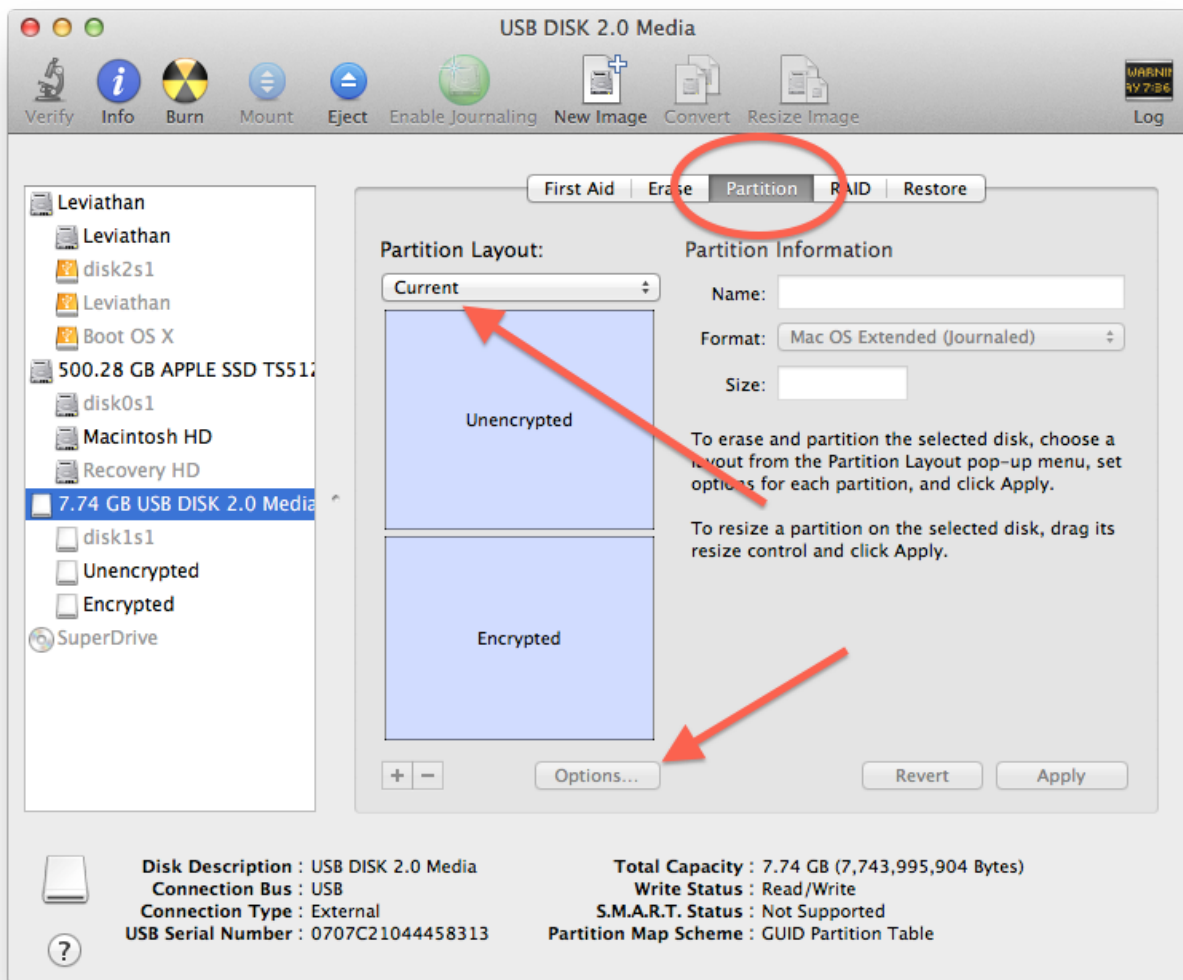 USB DISK 2.0 Media
Verify Info Burn Mount Eject Enable Journaling New Image Convert Resize Image Log
WARNIN
AY 7:36
First Aid Erase Partition RAID Restore
Leviathan
Leviathan
disk2s1
Leviathan
Boot OS X
500.28 GB APPLE SSD TS512
disk0s1
Macintosh HD
Recovery HD
7.74 GB USB DISK 2.0 Media
disk1s1
Unencrypted
Encrypted
SuperDrive
Partition Layout:
Current
Unencrypted
Encrypted
+ − Options...
Partition Information
Name:
Format: Mac OS Extended (Journaled)
Size:
To erase and partition the selected disk, choose a
layout from the Partition Layout pop-up menu, set
options for each partition, and click Apply.
To resize a partition on the selected disk, drag its
resize control and click Apply.
Revert Apply
Disk Description : USB DISK 2.0 Media
Connection Bus : USB
Connection Type : External
USB Serial Number : 0707C21044458313
Total Capacity : 7.74 GB (7,743,995,904 Bytes)
Write Status : Read/Write
S.M.A.R.T. Status : Not Supported
Partition Map Scheme : GUID Partition Table
?